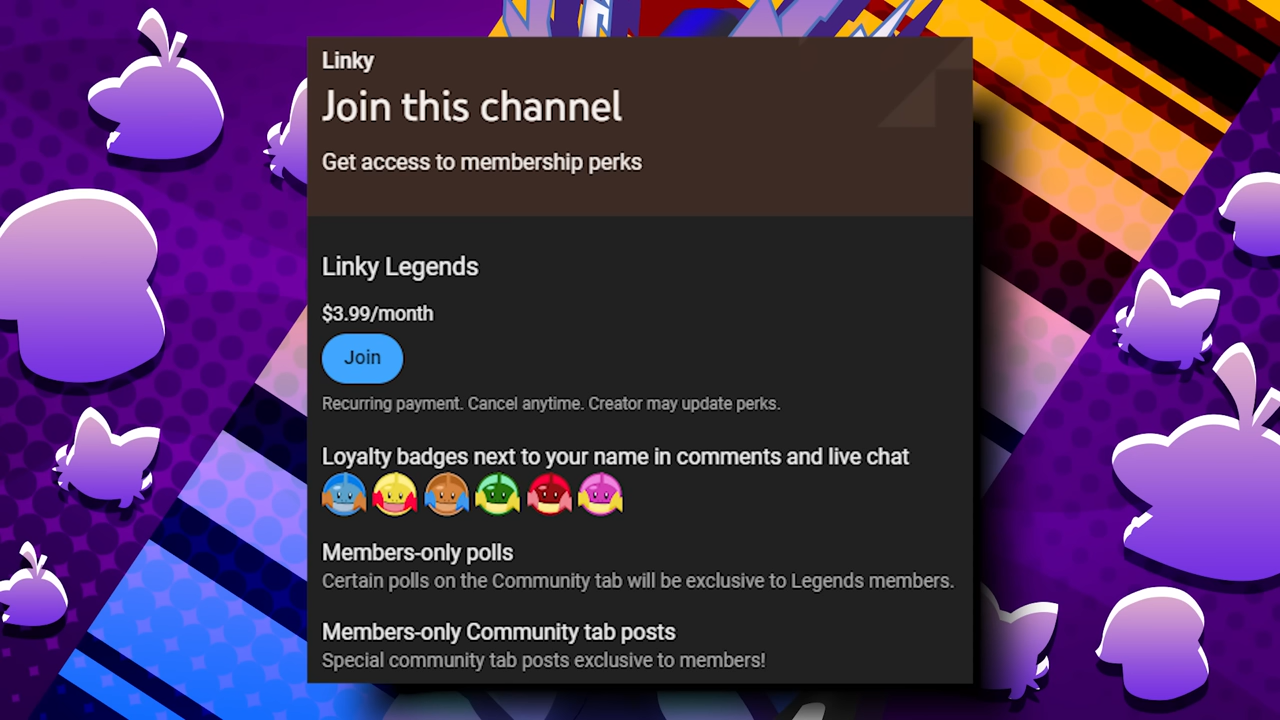 Linky
Join this channel
Get access to membership perks
Linky Legends
$3.99/month
Join
Recurring payment. Cancel anytime. Creator may update perks.
Loyalty badges next to your name in comments and live chat
Members-only polls
Certain polls on the Community tab will be exclusive to Legends members.
Members-only Community tab posts
Special community tab posts exclusive to members!